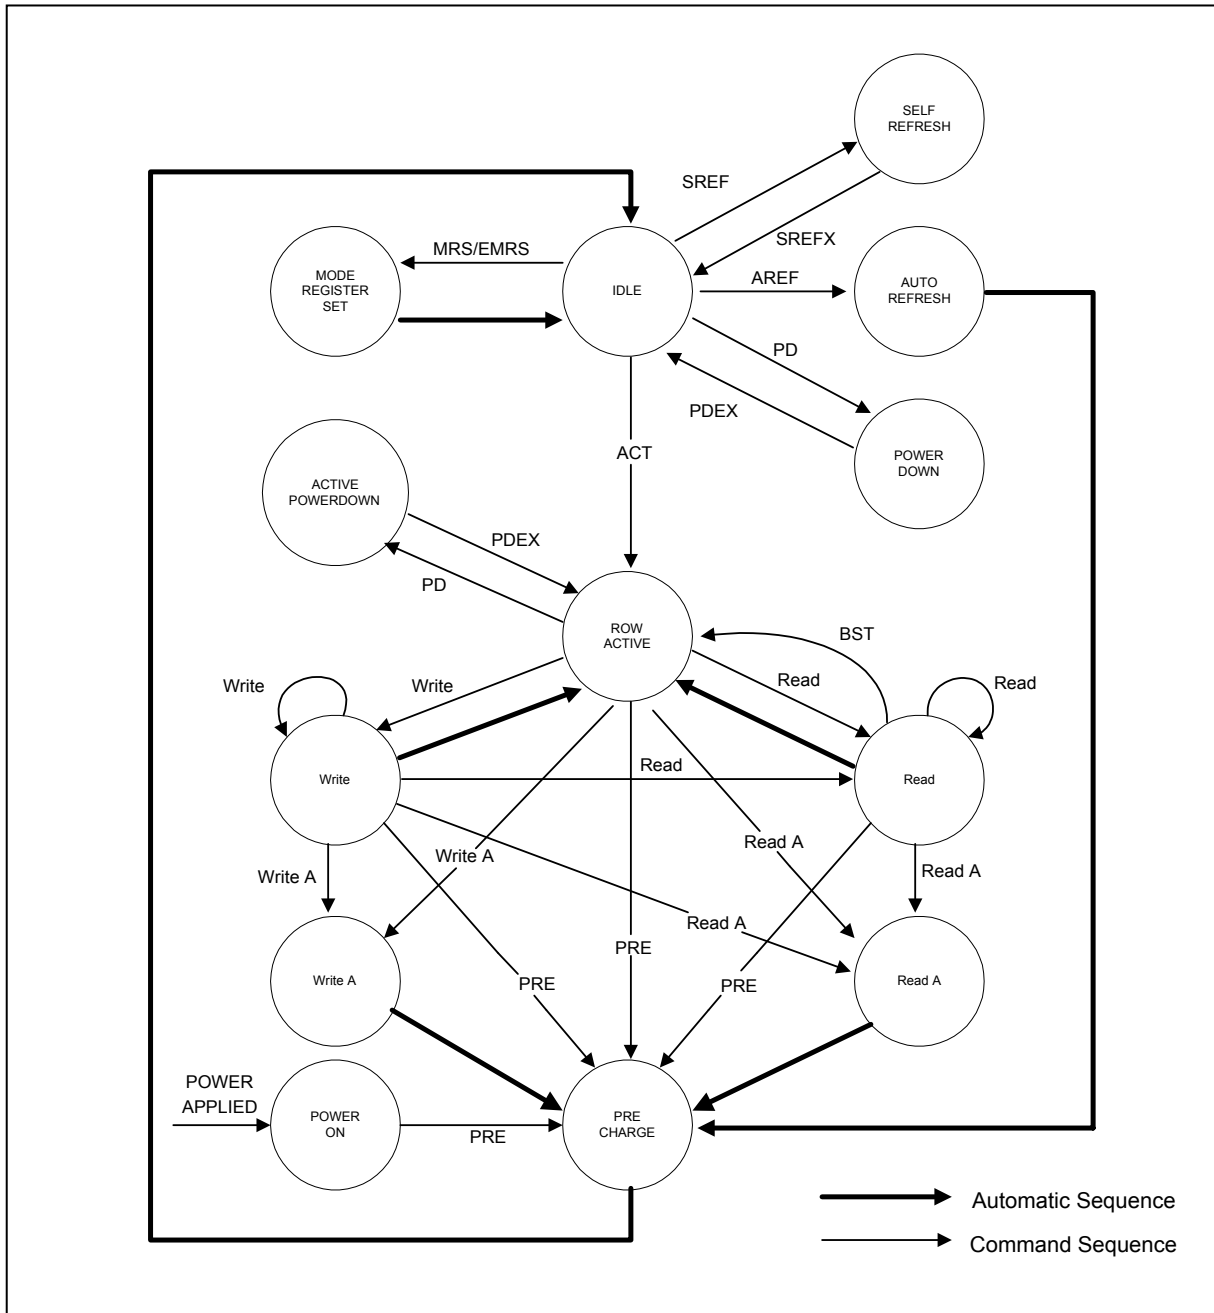 SELF
REFRESH
SREF
SREFX
MRS/EMRS
MODE
REGISTER
SET
IDLE
AREF
AUTO
REFRESH
PD
PDEX
POWER
DOWN
ACT
ACTIVE
POWERDOWN
PDEX
PD
ROW
ACTIVE
BST
Write
Write
Read
Read
Write
Read
Read
Write A
Write A
Read A
Read A
Read A
PRE
PRE
PRE
Write A
Read A
POWER
APPLIED
POWER
ON
PRE
PRE
CHARGE
Automatic Sequence
Command Sequence